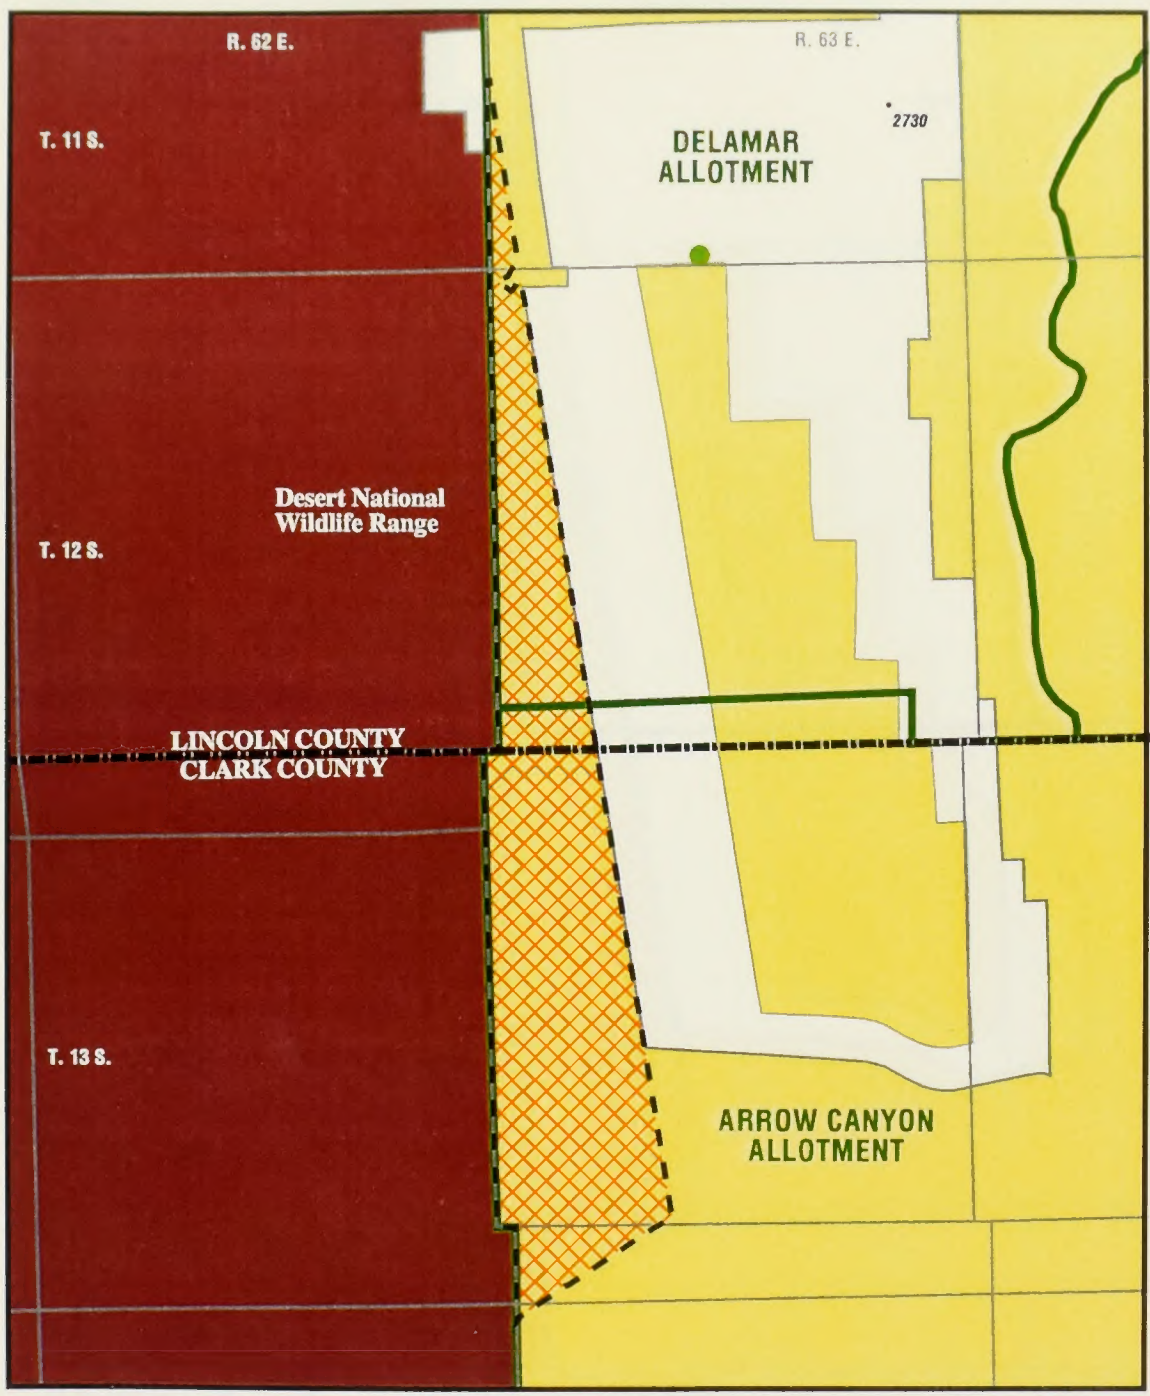 R. 62 E.
R. 63 E.
T. 11 S.
2730
DELAMAR
ALLOTMENT
Desert National
Wildlife Range
T. 12 S.
LINCOLN COUNTY
CLARK COUNTY
T. 13 S.
ARROW CANYON
ALLOTMENT